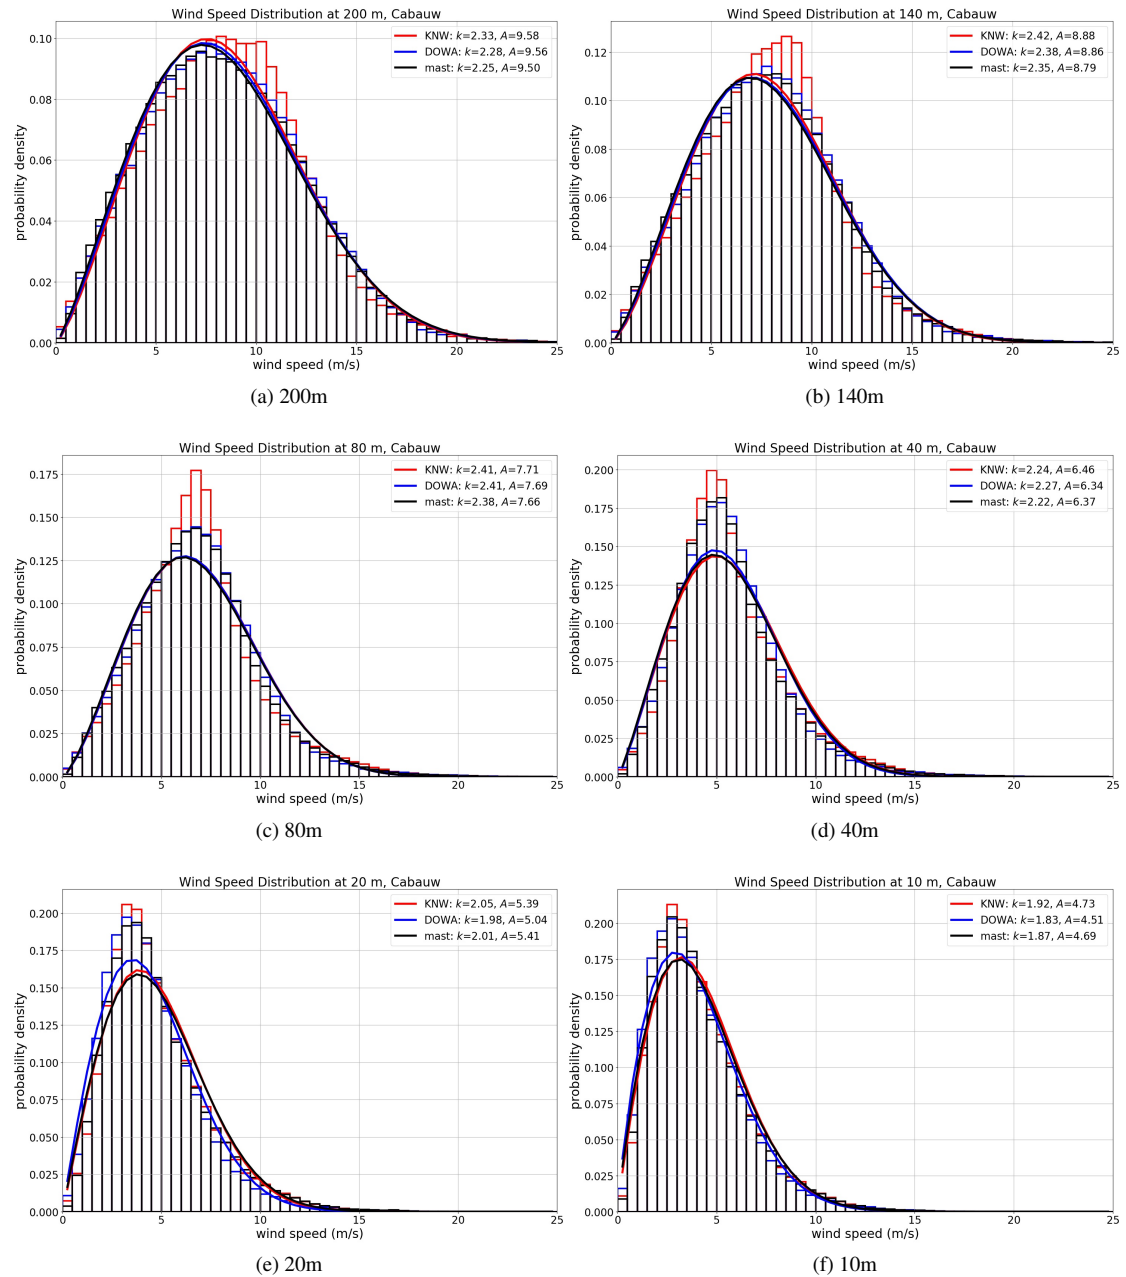 Wind Speed Distribution at 200 m, Cabauw
KNW: k=2.33, A=9.58
DOWA: k=2.28, A=9.56
mast: k=2.25, A=9.50
probability density
0.10
0.08
0.06
0.04
0.02
0.00
0 5 10 15 20 25
wind speed (m/s)
(a) 200m
Wind Speed Distribution at 140 m, Cabauw
KNW: k=2.42, A=8.88
DOWA: k=2.38, A=8.86
mast: k=2.35, A=8.79
probability density
0.12
0.10
0.08
0.06
0.04
0.02
0.00
0 5 10 15 20 25
wind speed (m/s)
(b) 140m
Wind Speed Distribution at 80 m, Cabauw
KNW: k=2.41, A=7.71
DOWA: k=2.41, A=7.69
mast: k=2.38, A=7.66
probability density
0.175
0.150
0.125
0.100
0.075
0.050
0.025
0.000
0 5 10 15 20 25
wind speed (m/s)
(c) 80m
Wind Speed Distribution at 40 m, Cabauw
KNW: k=2.24, A=6.46
DOWA: k=2.27, A=6.34
mast: k=2.22, A=6.37
probability density
0.200
0.175
0.150
0.125
0.100
0.075
0.050
0.025
0.000
0 5 10 15 20 25
wind speed (m/s)
(d) 40m
Wind Speed Distribution at 20 m, Cabauw
KNW: k=2.05, A=5.39
DOWA: k=1.98, A=5.04
mast: k=2.01, A=5.41
probability density
0.200
0.175
0.150
0.125
0.100
0.075
0.050
0.025
0.000
0 5 10 15 20 25
wind speed (m/s)
(e) 20m
Wind Speed Distribution at 10 m, Cabauw
KNW: k=1.92, A=4.73
DOWA: k=1.83, A=4.51
mast: k=1.87, A=4.69
probability density
0.200
0.175
0.150
0.125
0.100
0.075
0.050
0.025
0.000
0 5 10 15 20 25
wind speed (m/s)
(f) 10m